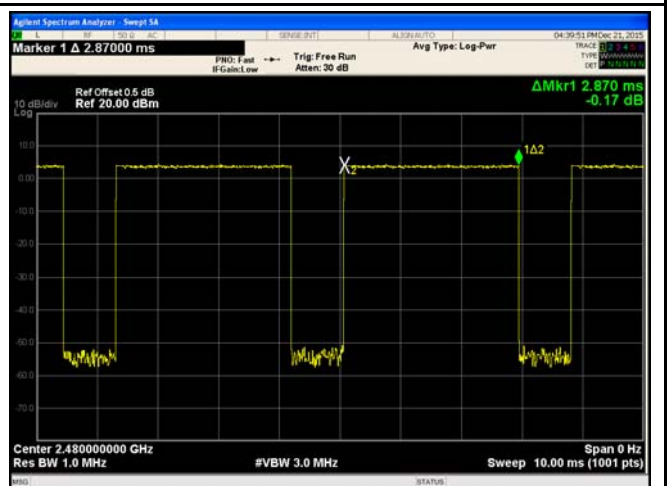 Agilent Spectrum Analyzer - Swept SA
L RF 50 Ω AC SENSE:INT ALIGNAUTO 04:39:51 PM Dec 21, 2015
Marker 1 Δ 2.87000 ms
PNO: Fast Trig: Free Run Avg Type: Log-Pwr TRACE 1 2 3 4 5 6
IFGain:Low Atten: 30 dB TYPE
DET P N N N N N
ΔMkr1 2.870 ms
-0.17 dB
Ref Offset 0.5 dB
10 dB/div Ref 20.00 dBm
Log
10.0
0.00
-10.0
-20.0
-30.0
-40.0
-50.0
-60.0
-70.0
X2
1Δ2
Center 2.480000000 GHz Span 0 Hz
Res BW 1.0 MHz #VBW 3.0 MHz Sweep 10.00 ms (1001 pts)
MSG STATUS